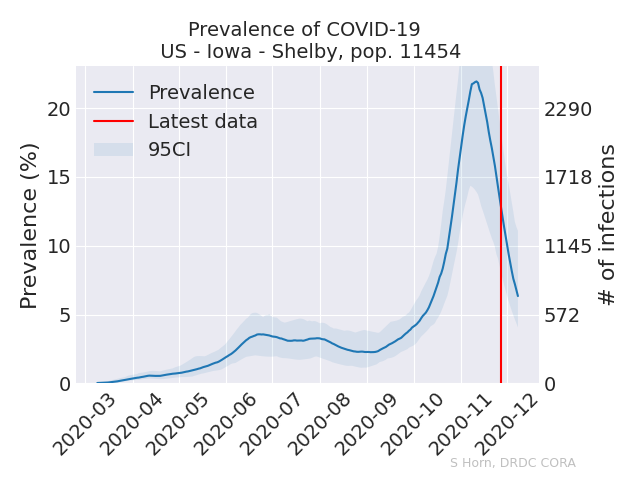 Prevalence of COVID-19
US - Iowa - Shelby, pop. 11454
Prevalence
Latest data
95CI
Prevalence (%)
20
15
10
5
0
2290
1718
1145
572
0
# of infections
2020-03
2020-04
2020-05
2020-06
2020-07
2020-08
2020-09
2020-10
2020-11
2020-12
S Horn, DRDC CORA